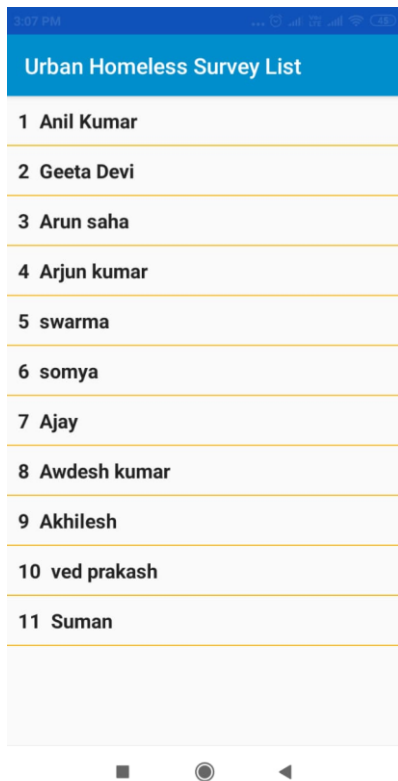 3:07 PM
... 45
Urban Homeless Survey List
1 Anil Kumar
2 Geeta Devi
3 Arun saha
4 Arjun kumar
5 swarma
6 somya
7 Ajay
8 Awdesh kumar
9 Akhilesh
10 ved prakash
11 Suman